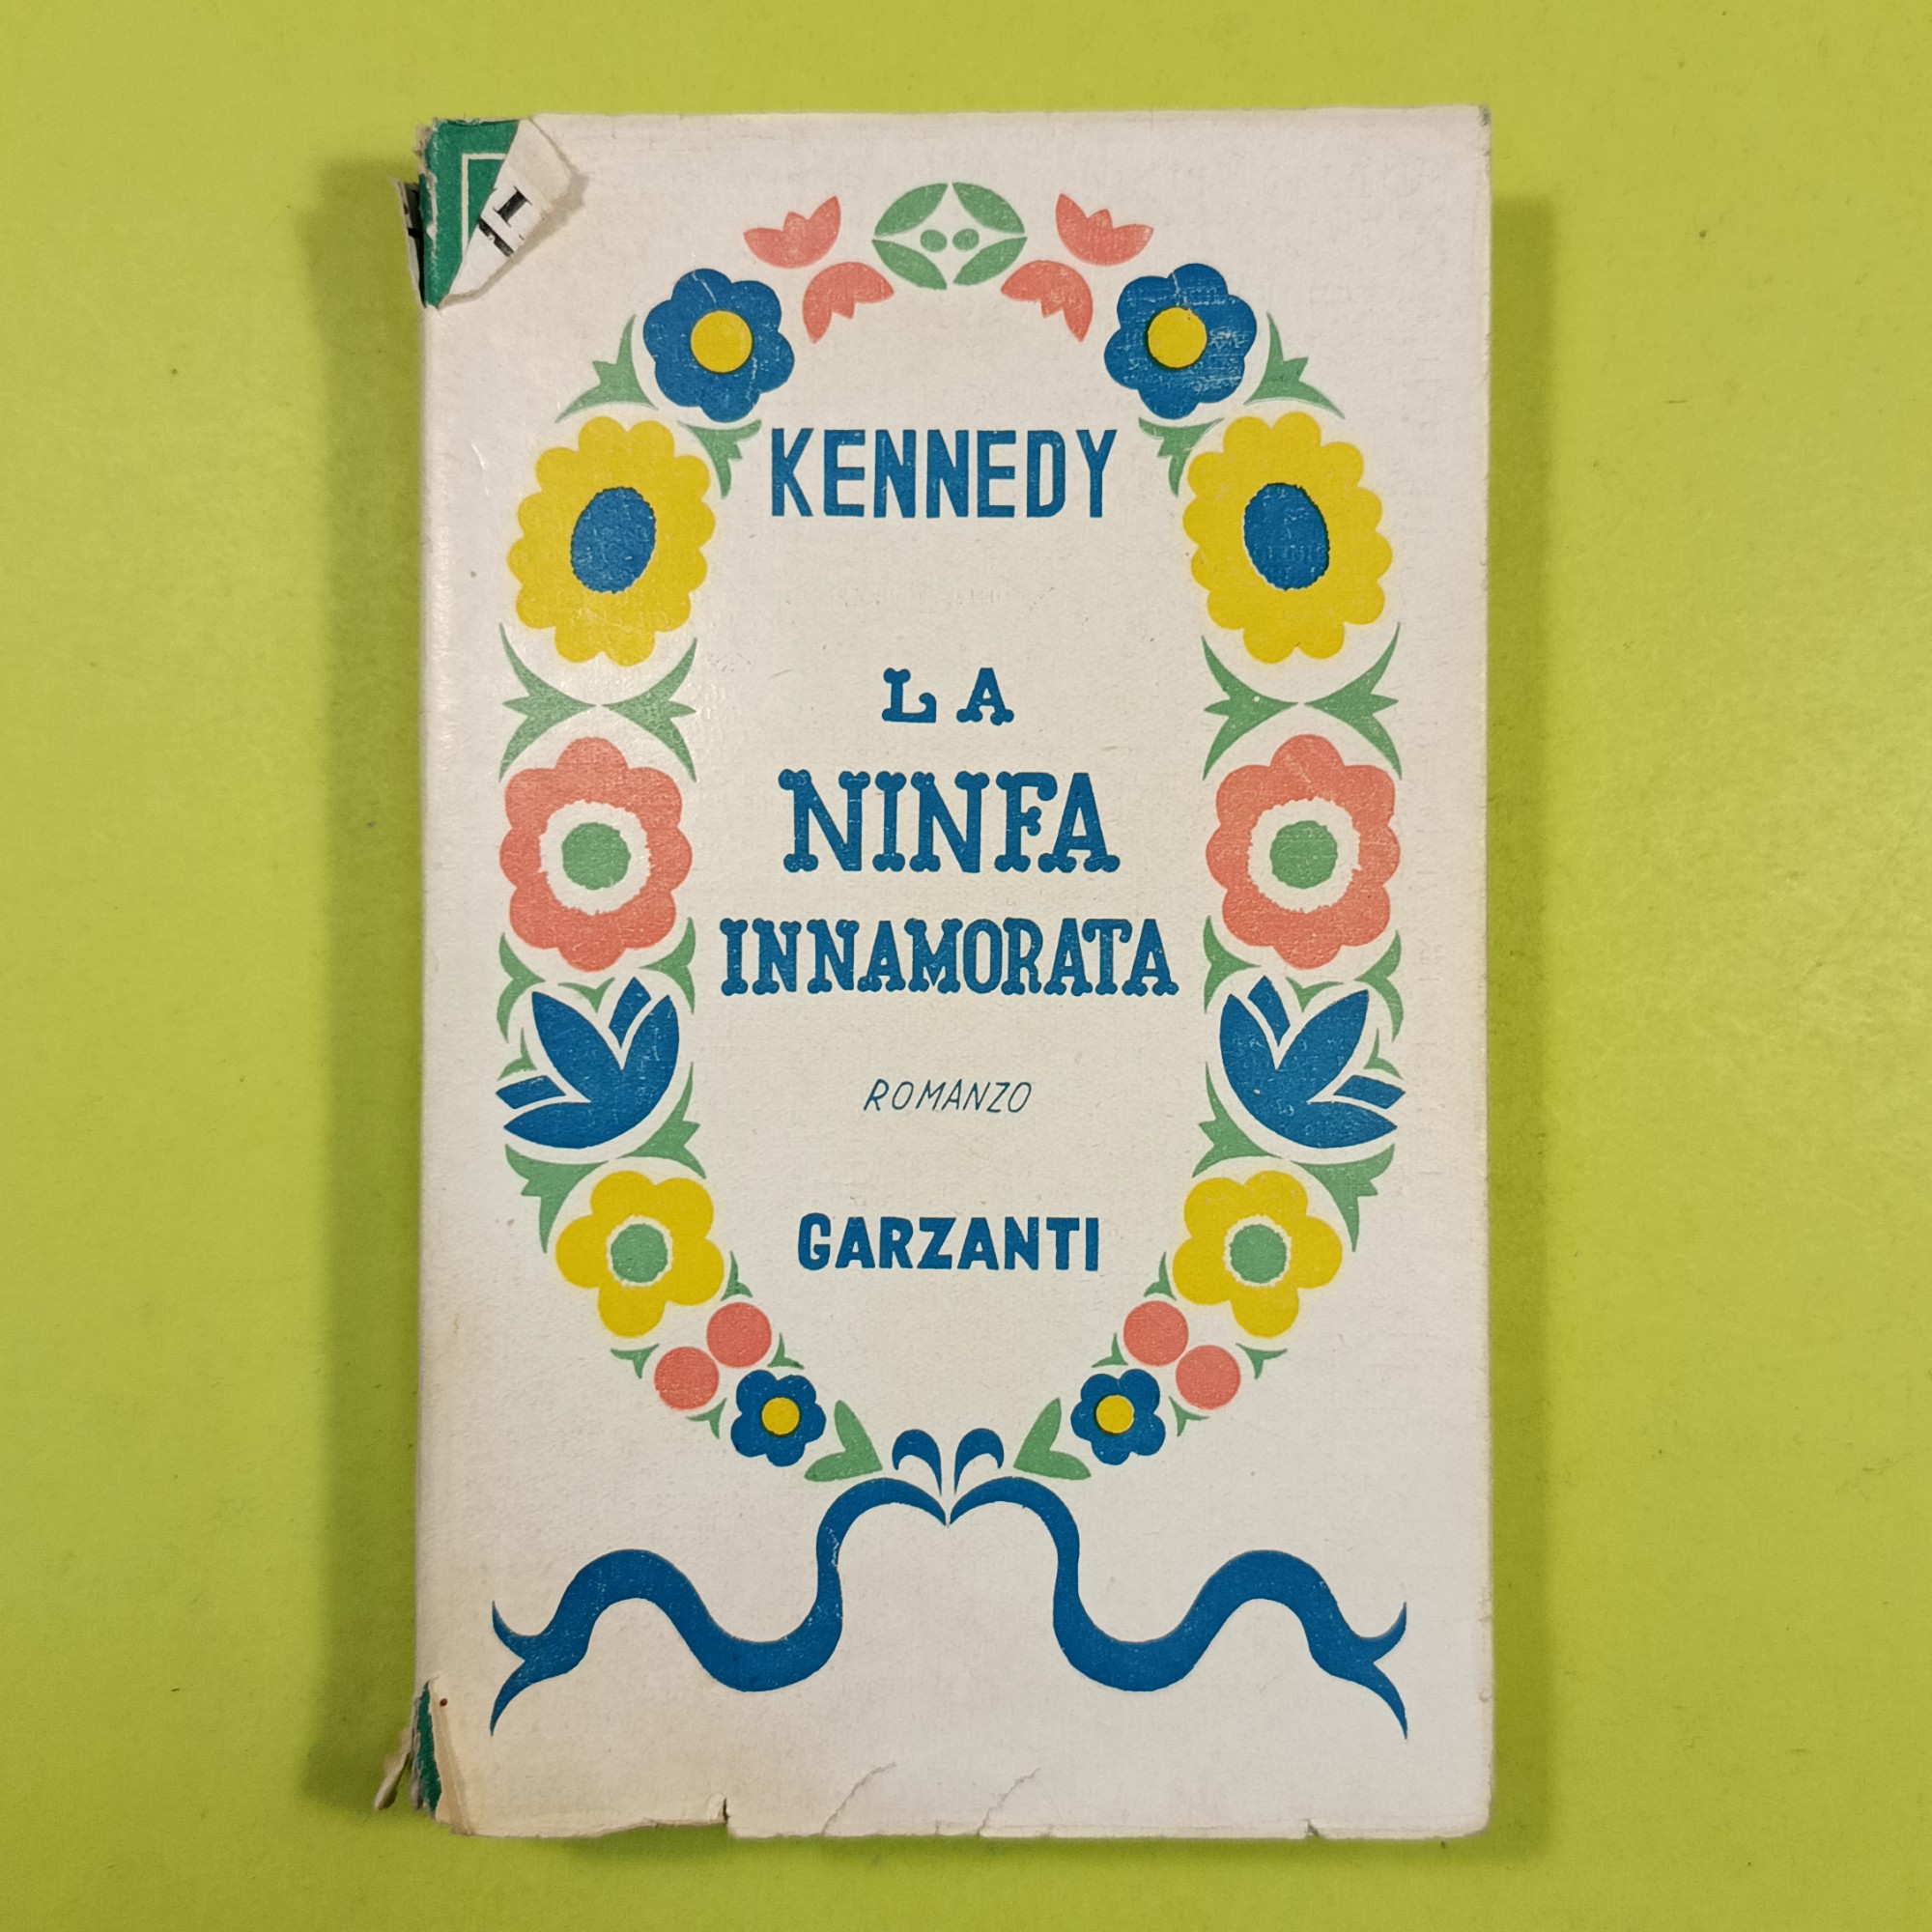 KENNEDY
LA
NINFA
INNAMORATA
ROMANZO
GARZANTI